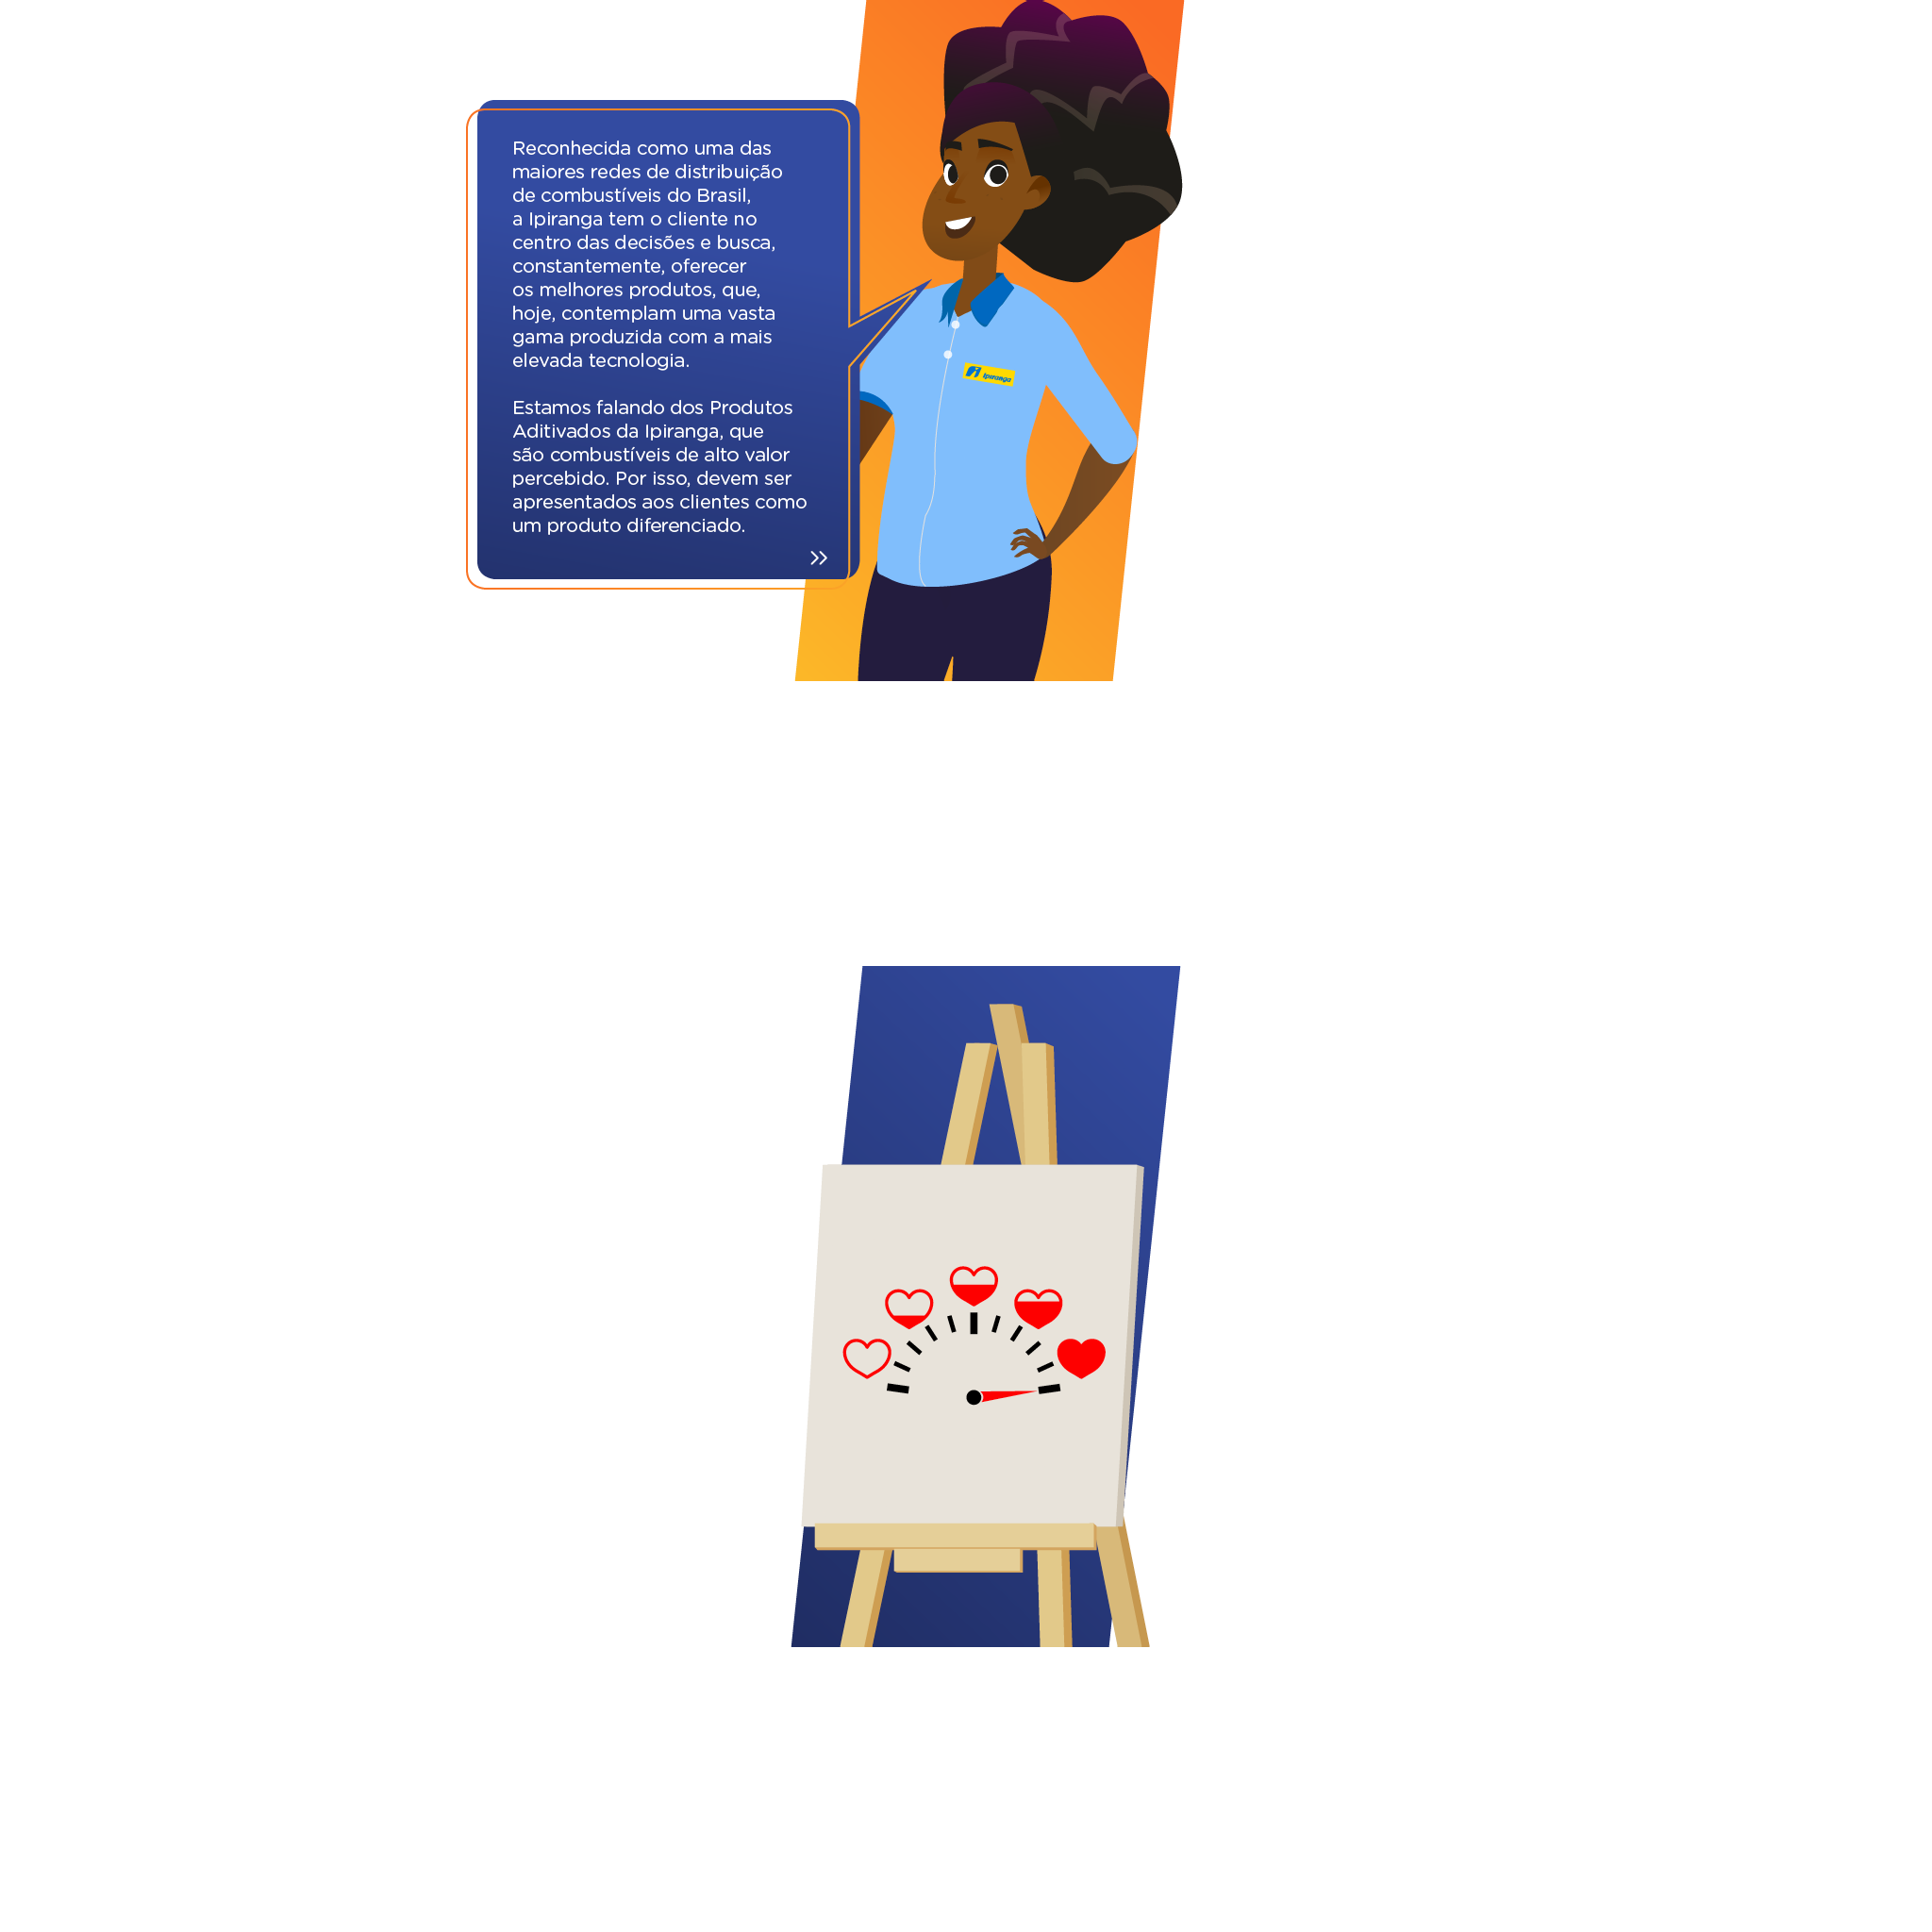 Reconhecida como uma das
maiores redes de distribuição
de combustíveis do Brasil,
a Ipiranga tem o cliente no
centro das decisões e busca,
constantemente, oferecer
os melhores produtos, que,
hoje, contemplam uma vasta
gama produzida com a mais
elevada tecnologia.
Estamos falando dos Produtos
Aditivados da Ipiranga, que
são combustíveis de alto valor
percebido. Por isso, devem ser
apresentados aos clientes como
um produto diferenciado.
Ipiranga